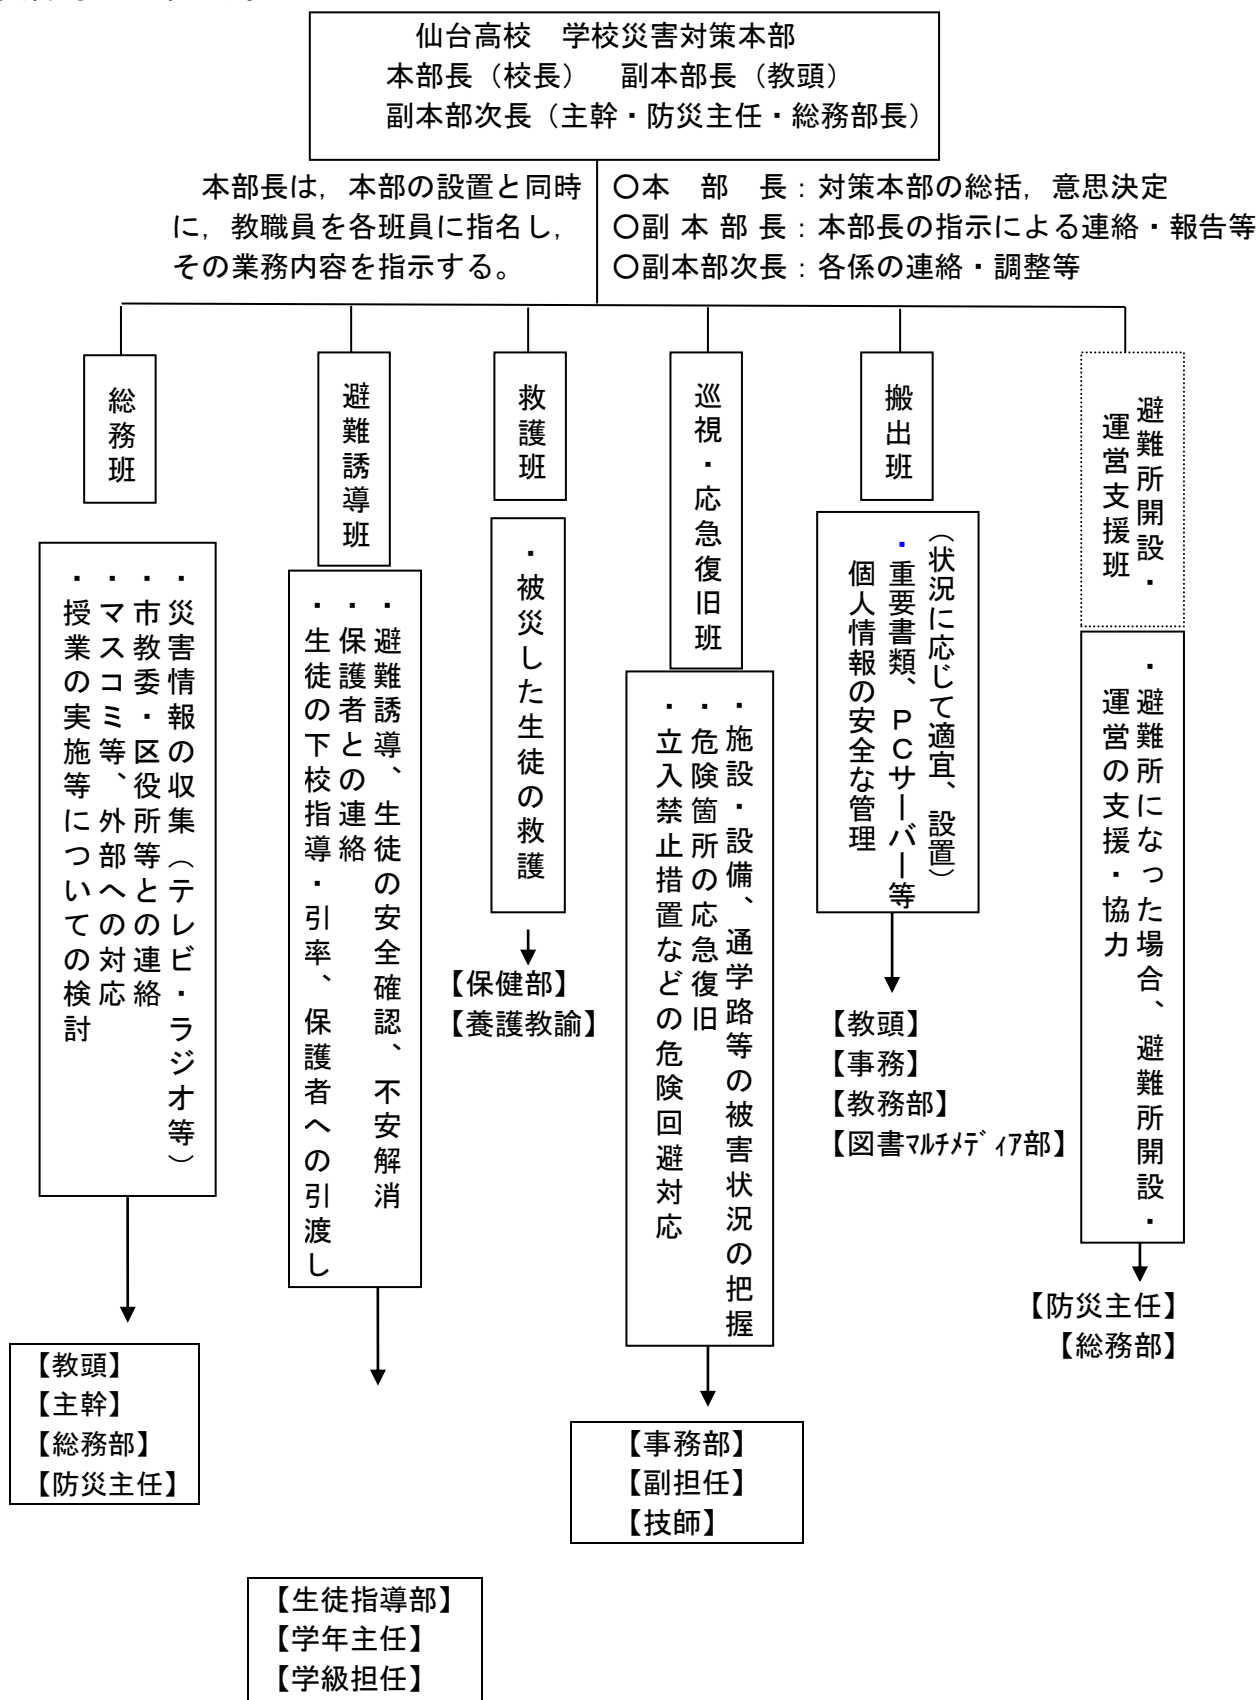 仙台高校　学校災害対策本部
本部長（校長）　副本部長（教頭）
副本部次長（主幹・防災主任・総務部長）
本部長は，本部の設置と同時
に，教職員を各班員に指名し，
その業務内容を指示する。
〇本　部　長：対策本部の総括，意思決定
〇副 本 部 長：本部長の指示による連絡・報告等
〇副本部次長：各係の連絡・調整等
総務班
・災害情報の収集（テレビ・ラジオ等）
・市教委・区役所等との連絡
・マスコミ等、外部への対応
・授業の実施等についての検討
【教頭】
【主幹】
【総務部】
【防災主任】
避難誘導班
・避難誘導、生徒の安全確認、不安解消
・保護者との連絡
・生徒の下校指導・引率、保護者への引渡し
【生徒指導部】
【学年主任】
【学級担任】
救護班
・被災した生徒の救護
【保健部】
【養護教諭】
巡視・応急復旧班
・施設・設備、通学路等の被害状況の把握
・危険箇所の応急復旧
・立入禁止措置などの危険回避対応
【事務部】
【副担任】
【技師】
搬出班
（状況に応じて適宜、設置）
・重要書類、ＰＣサーバー等
個人情報の安全な管理
【教頭】
【事務】
【教務部】
【図書ﾏﾙﾁﾒﾃﾞｨｱ部】
避難所開設・
運営支援班
・避難所になった場合、避難所開設・
運営の支援・協力
【防災主任】
【総務部】